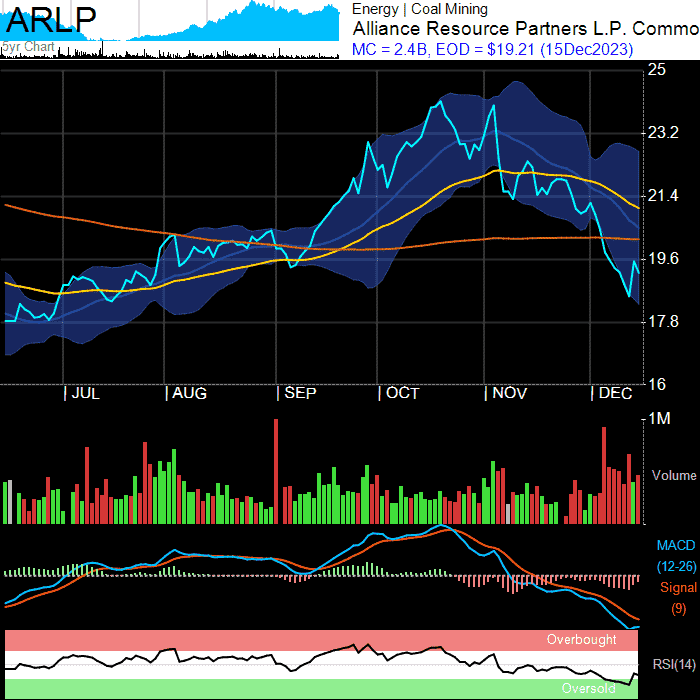 ARLP
5yr Chart
Energy | Coal Mining
Alliance Resource Partners L.P. Commo
MC = 2.4B, EOD = $19.21 (15Dec2023)
25
23.2
21.4
19.6
17.8
16
JUL
AUG
SEP
OCT
NOV
DEC
1M
Volume
MACD
(12-26)
Signal
(9)
Overbought
RSI(14)
Oversold